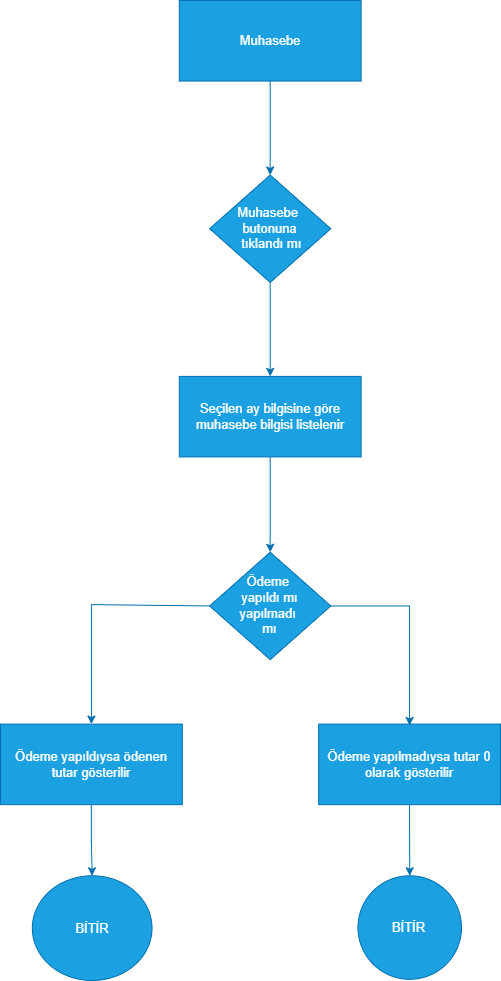 Muhasebe
Muhasebe
butonuna
tıklandı mı
Seçilen ay bilgisine göre
muhasebe bilgisi listelenir
Ödeme
yapıldı mı
yapılmadı
mı
Ödeme yapıldıysa ödenen
tutar gösterilir
Ödeme yapılmadıysa tutar 0
olarak gösterilir
BİTİR
BİTİR